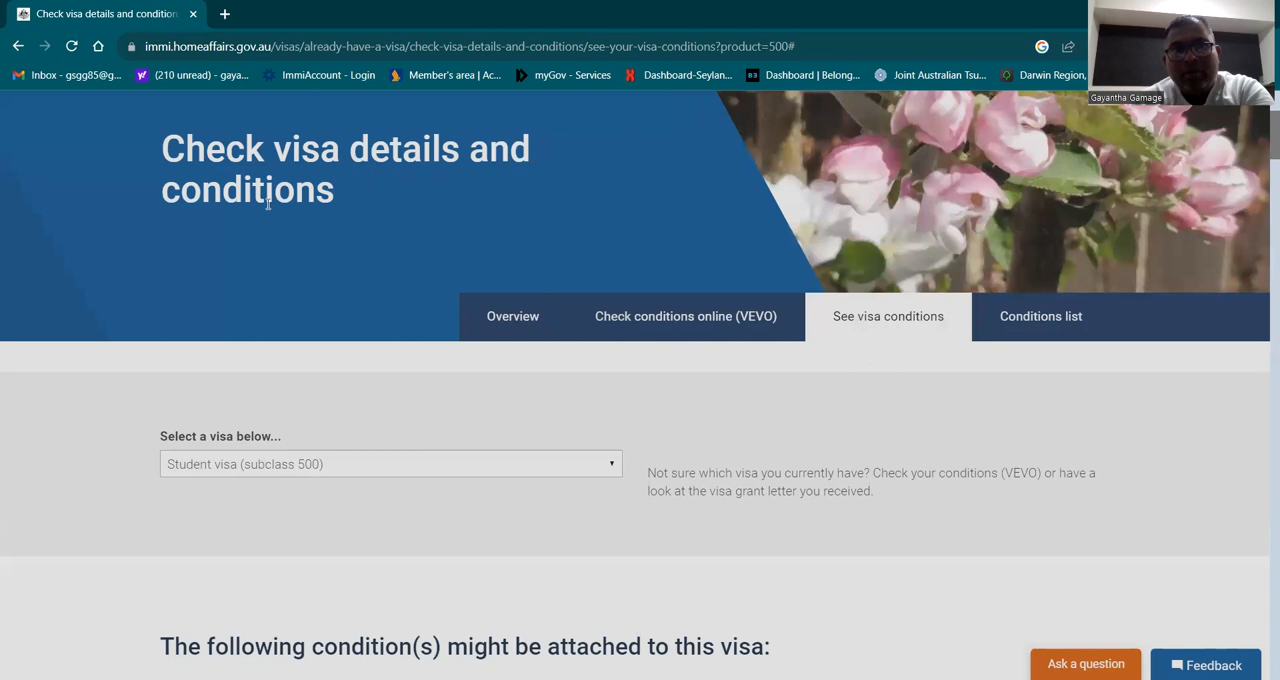 Check visa details and condition
immi.homeaffairs.gov.au/visas/already-have-a-visa/check-visa-details-and-conditions/see-your-visa-conditions?product=500#
Inbox - gsgg85@g...
(210 unread) - gaya...
ImmiAccount - Login
Member's area | Ac...
myGov - Services
Dashboard-Seylan...
Dashboard | Belong...
Joint Australian Tsu...
Darwin Region,
Gayantha Gamage
Check visa details and
conditions
Overview
Check conditions online (VEVO)
See visa conditions
Conditions list
Select a visa below...
Student visa (subclass 500)
Not sure which visa you currently have? Check your conditions (VEVO) or have a
look at the visa grant letter you received.
The following condition(s) might be attached to this visa:
Ask a question
Feedback